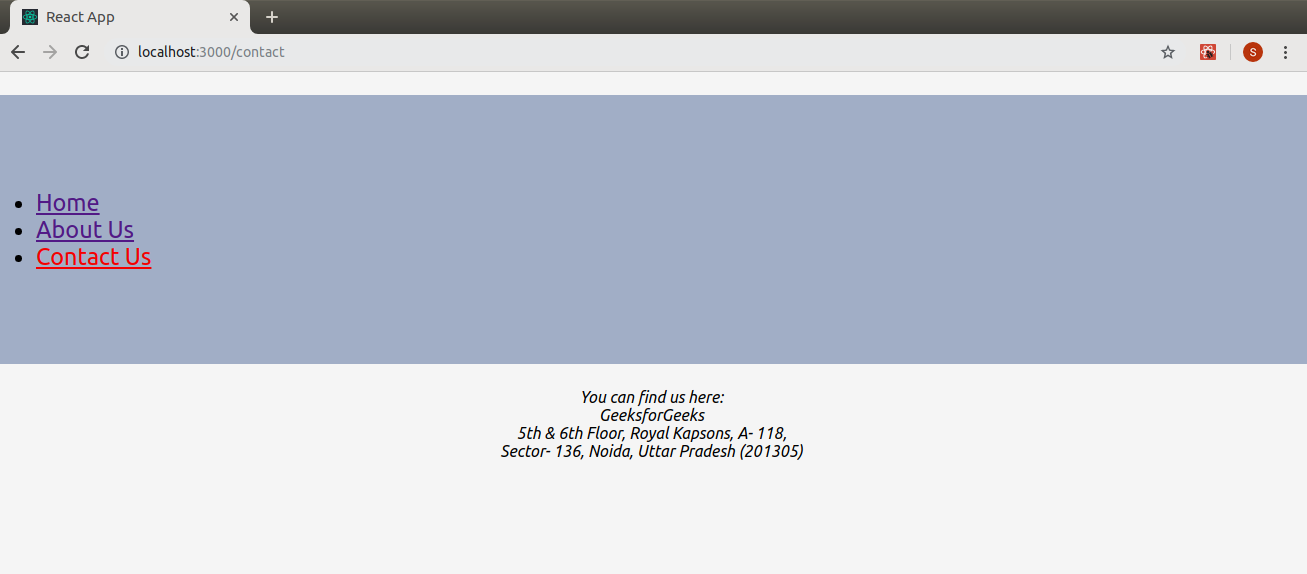 React App
localhost:3000/contact
S
Home
About Us
Contact Us
You can find us here:
GeeksforGeeks
5th & 6th Floor, Royal Kapsons, A- 118,
Sector- 136, Noida, Uttar Pradesh (201305)